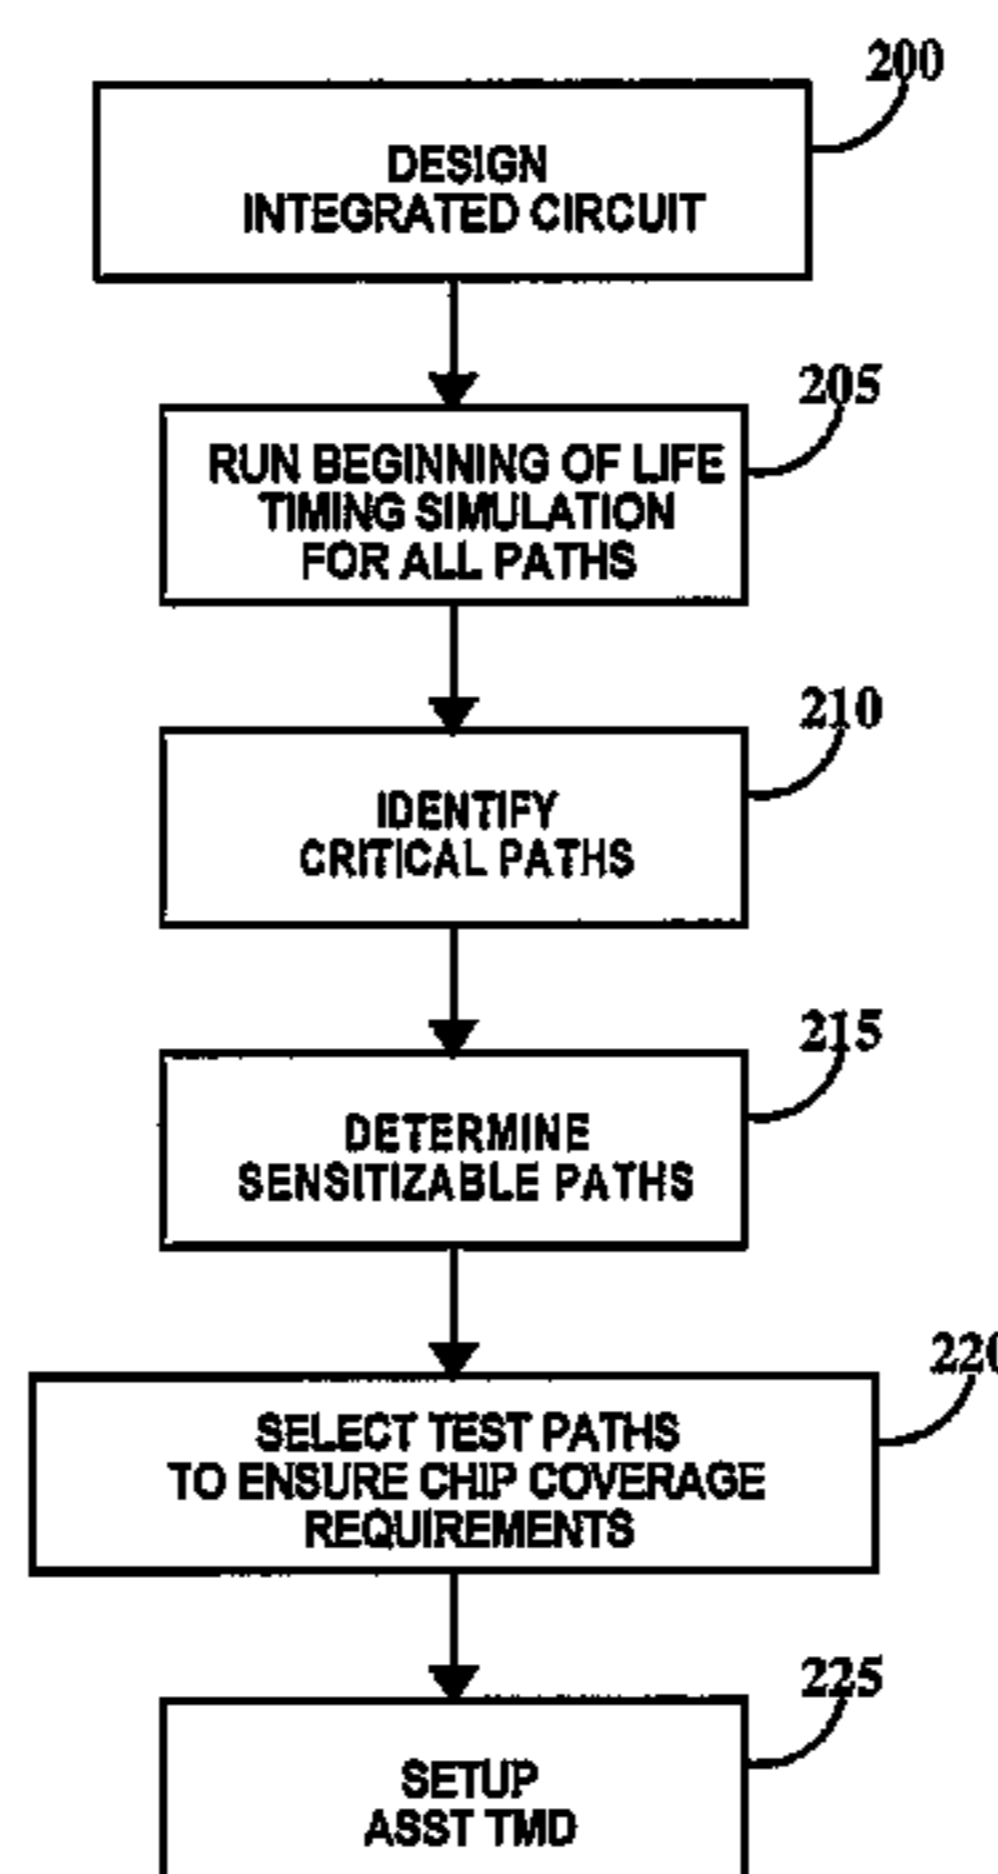 200
DESIGN
INTEGRATED CIRCUIT
205
RUN BEGINNING OF LIFE
TIMING SIMULATION
FOR ALL PATHS
210
IDENTIFY
CRITICAL PATHS
215
DETERMINE
SENSITIZABLE PATHS
220
SELECT TEST PATHS
TO ENSURE CHIP COVERAGE
REQUIREMENTS
225
SETUP
ASST TMD